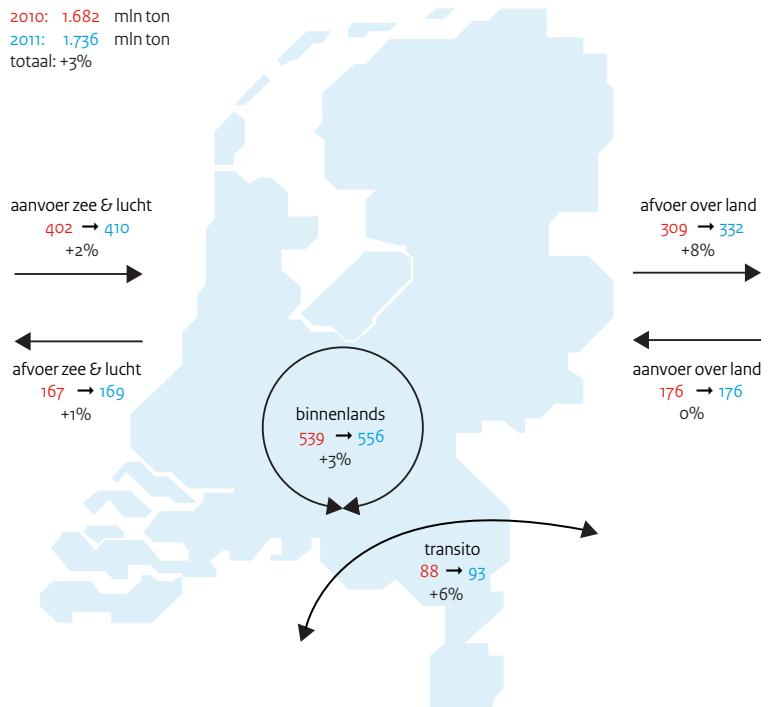 2010: 1.682 mln ton
2011: 1.736 mln ton
totaal: +3%
aanvoer zee & lucht
402 → 410
+2%
afvoer over land
309 → 332
+8%
afvoer zee & lucht
167 → 169
+1%
aanvoer over land
176 → 176
0%
binnenlands
539 → 556
+3%
transito
88 → 93
+6%